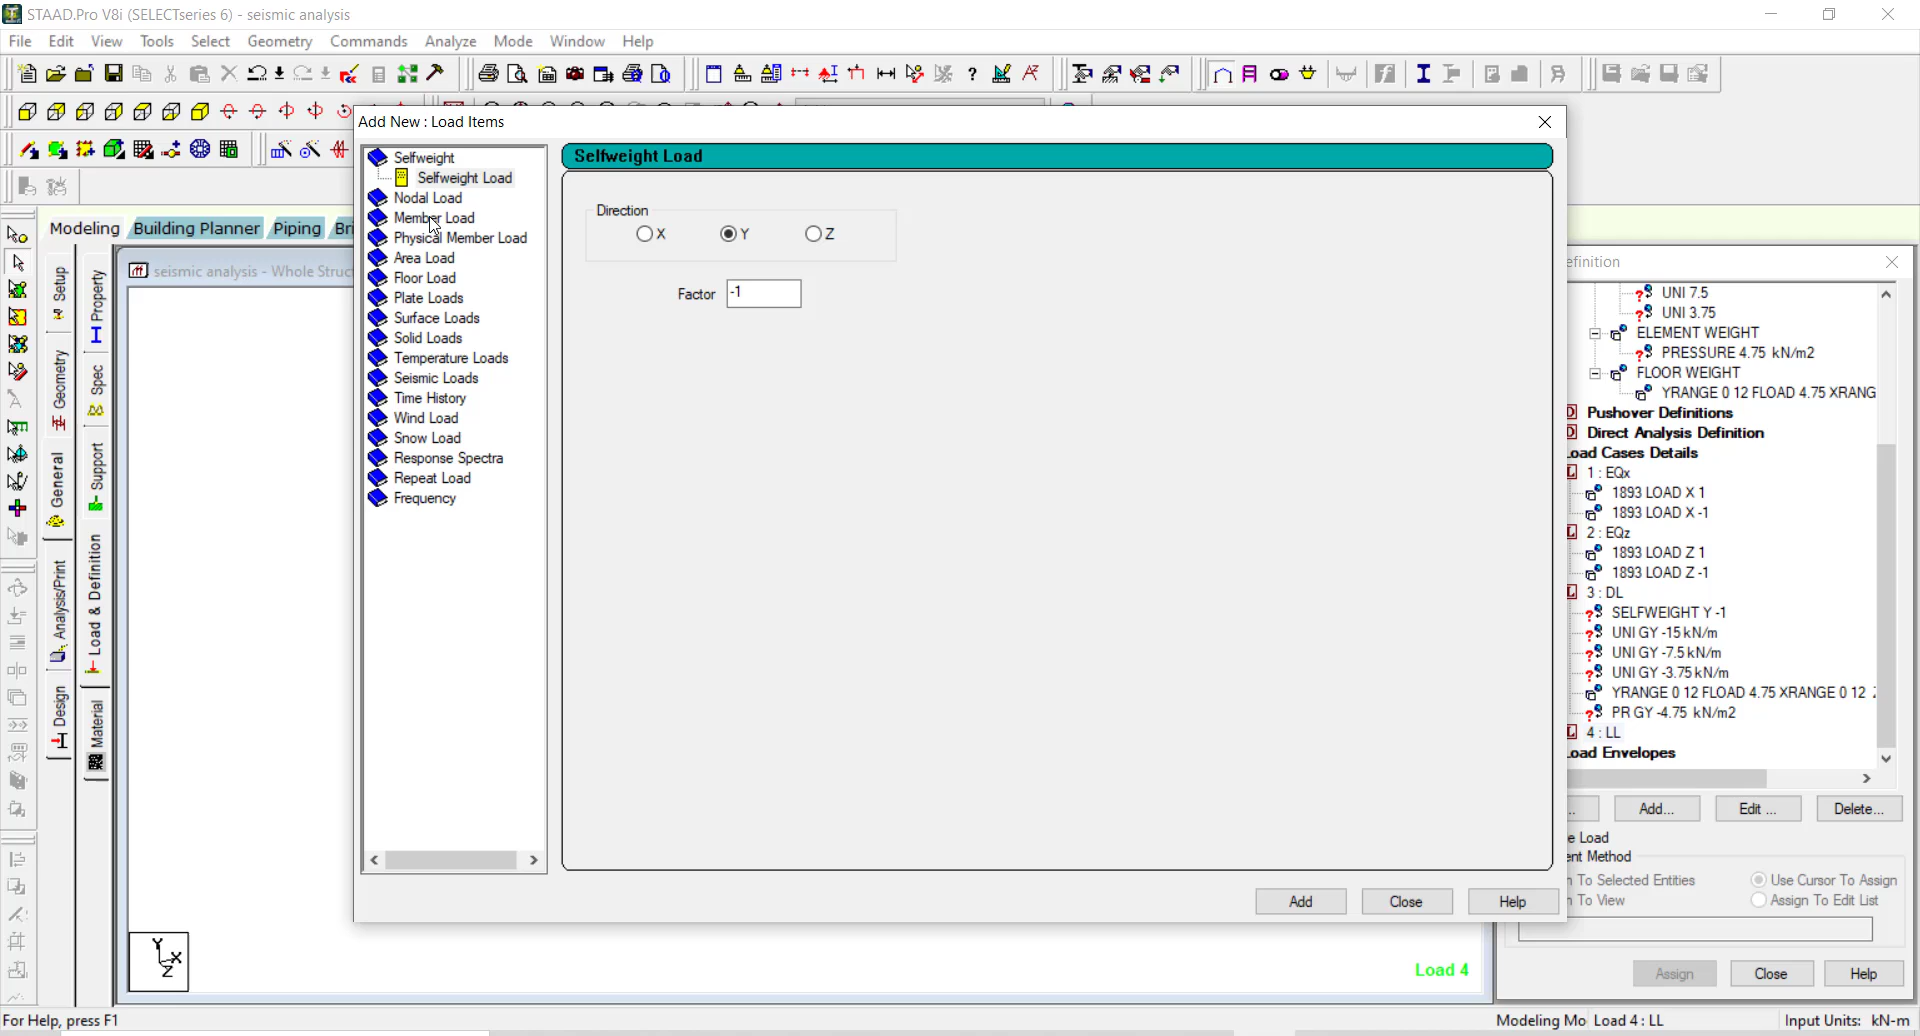 STAAD.Pro V8i (SELECTseries 6) - seismic analysis
File Edit View Tools Select Geometry Commands Analyze Mode Window Help
Add New : Load Items
Selfweight
Selfweight Load
Nodal Load
Member Load
Physical Member Load
Area Load
Floor Load
Plate Loads
Surface Loads
Solid Loads
Temperature Loads
Seismic Loads
Time History
Wind Load
Snow Load
Response Spectra
Repeat Load
Frequency
Selfweight Load
Direction
X Y Z
Factor -1
Add Close Help
Modeling Building Planner Piping Bri
seismic analysis - Whole Struc
Setup
Geometry
General
Analysis/Print
Design
Property
Spec
Support
Load & Definition
Material
efinition
UNI 7.5
UNI 3.75
ELEMENT WEIGHT
PRESSURE 4.75 kN/m2
FLOOR WEIGHT
YRANGE 0 12 FLOAD 4.75 XRANG
Pushover Definitions
Direct Analysis Definition
oad Cases Details
1 : EQx
1893 LOAD X 1
1893 LOAD X -1
2 : EQz
1893 LOAD Z 1
1893 LOAD Z -1
3 : DL
SELFWEIGHT Y -1
UNI GY -15 kN/m
UNI GY -7.5 kN/m
UNI GY -3.75 kN/m
YRANGE 0 12 FLOAD 4.75 XRANGE 0 12
PR GY -4.75 kN/m2
4 : LL
oad Envelopes
... Add... Edit ... Delete...
e Load
ent Method
To Selected Entities Use Cursor To Assign
To View Assign To Edit List
Assign Close Help
Y
X
Z
Load 4
For Help, press F1
Modeling Mo Load 4 : LL Input Units: kN-m